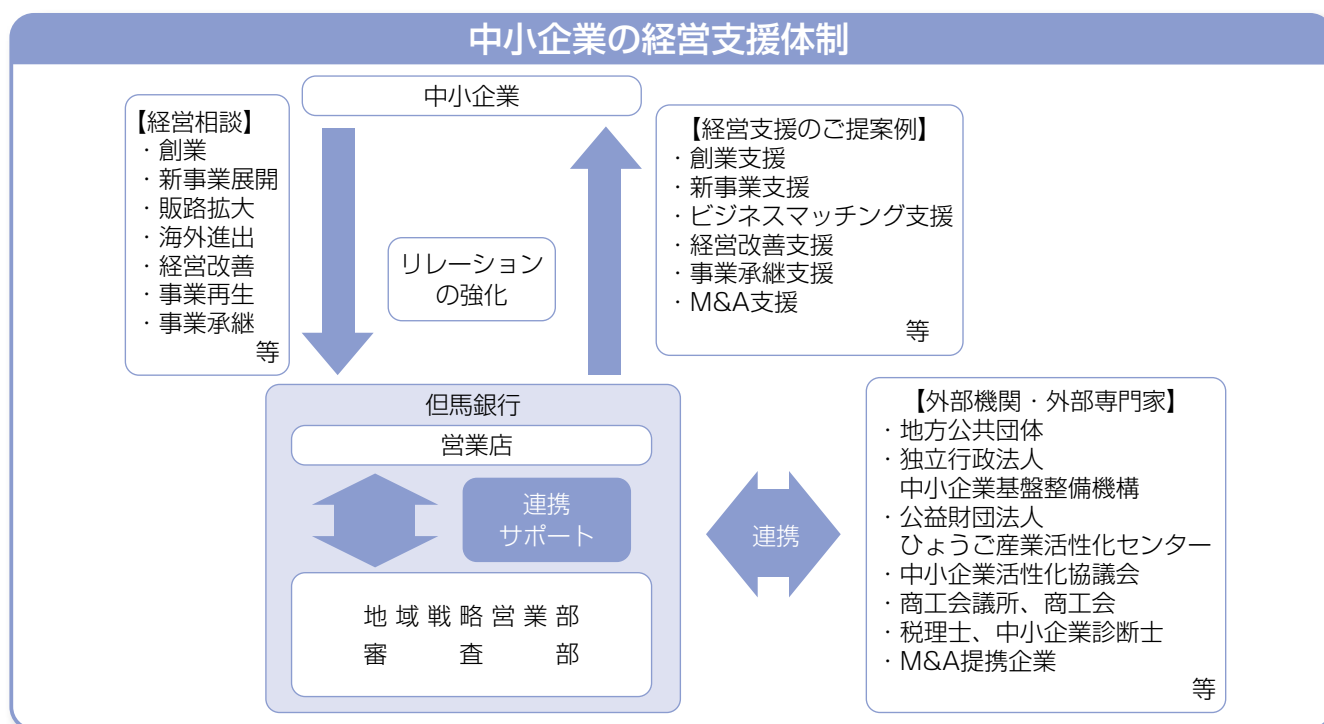 中小企業の経営支援体制
中小企業
【経営相談】
・創業
・新事業展開
・販路拡大
・海外進出
・経営改善
・事業再生
・事業承継
等
リレーション
の強化
【経営支援のご提案例】
・創業支援
・新事業支援
・ビジネスマッチング支援
・経営改善支援
・事業承継支援
・M&A支援
等
但馬銀行
営業店
連携
サポート
地域戦略営業部
審査部
連携
【外部機関・外部専門家】
・地方公共団体
・独立行政法人
中小企業基盤整備機構
・公益財団法人
ひょうご産業活性化センター
・中小企業活性化協議会
・商工会議所、商工会
・税理士、中小企業診断士
・M&A提携企業
等